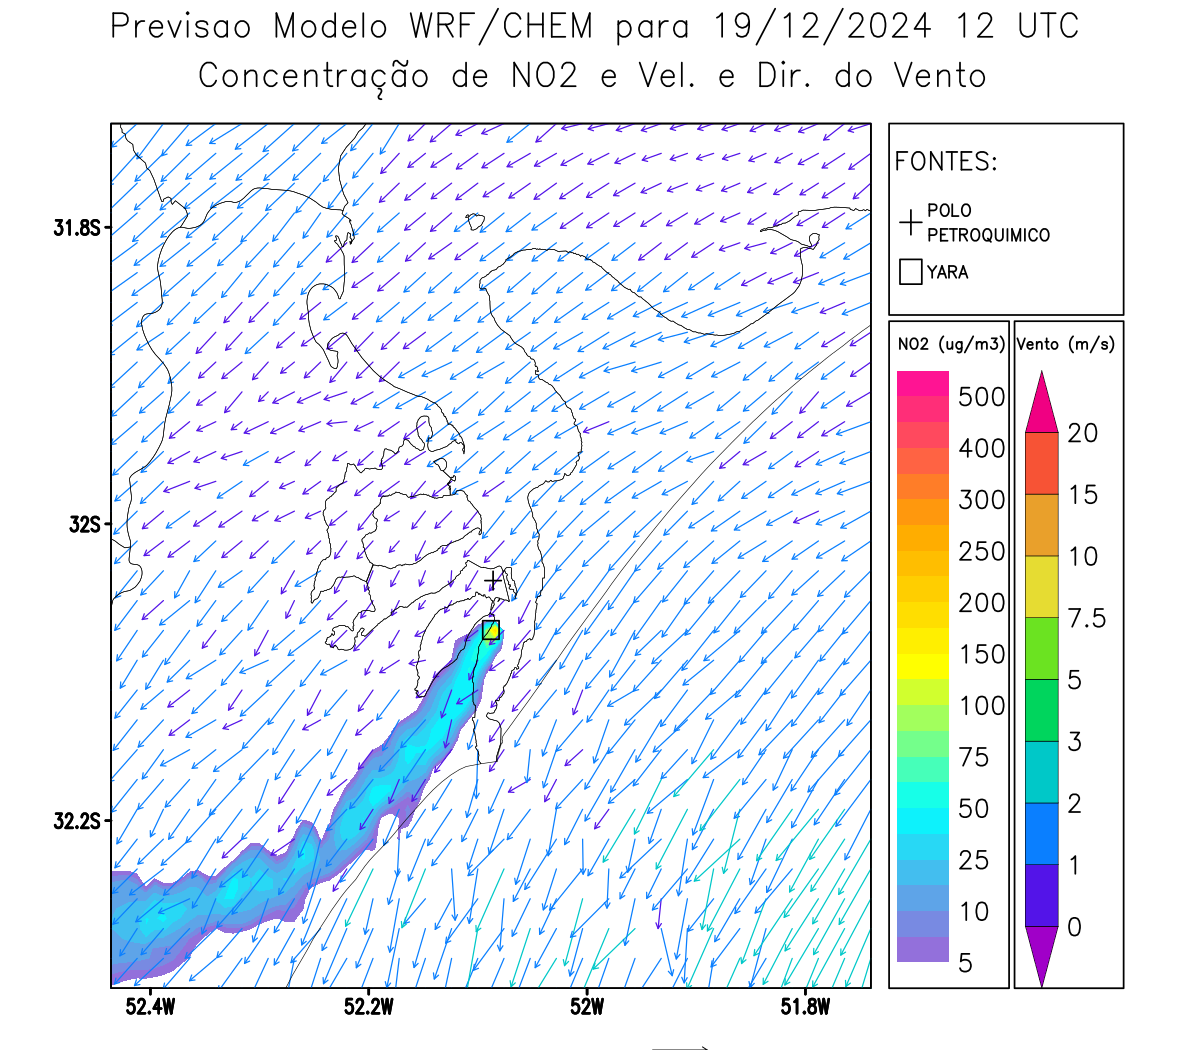 Previsao Modelo WRF/CHEM para 19/12/2024 12 UTC
Concentração de NO2 e Vel. e Dir. do Vento
FONTES:
POLO
PETROQUIMICO
YARA
NO2 (ug/m3)
500
400
300
250
200
150
100
75
50
25
10
5
Vento (m/s)
20
15
10
7.5
5
3
2
1
0
31.8S
32S
32.2S
52.4W
52.2W
52W
51.8W